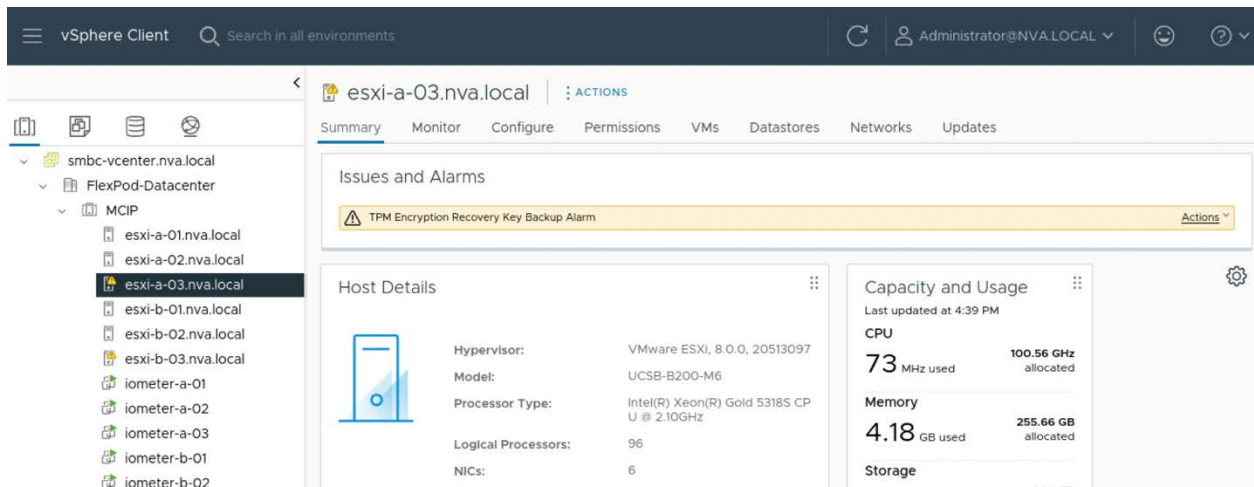 vSphere Client
Search in all environments
Administrator@NVA.LOCAL
smbc-vcenter.nva.local
FlexPod-Datacenter
MCIP
esxi-a-01.nva.local
esxi-a-02.nva.local
esxi-a-03.nva.local
esxi-b-01.nva.local
esxi-b-02.nva.local
esxi-b-03.nva.local
iometer-a-01
iometer-a-02
iometer-a-03
iometer-b-01
iometer-b-02
esxi-a-03.nva.local
ACTIONS
Summary Monitor Configure Permissions VMs Datastores Networks Updates
Issues and Alarms
TPM Encryption Recovery Key Backup Alarm
Actions
Host Details
Hypervisor: VMware ESXi, 8.0.0, 20513097
Model: UCSB-B200-M6
Processor Type: Intel(R) Xeon(R) Gold 5318S CP
U @ 2.10GHz
Logical Processors: 96
NICs: 6
Capacity and Usage
Last updated at 4:39 PM
CPU
73 MHz used 100.56 GHz
allocated
Memory
4.18 GB used 255.66 GB
allocated
Storage